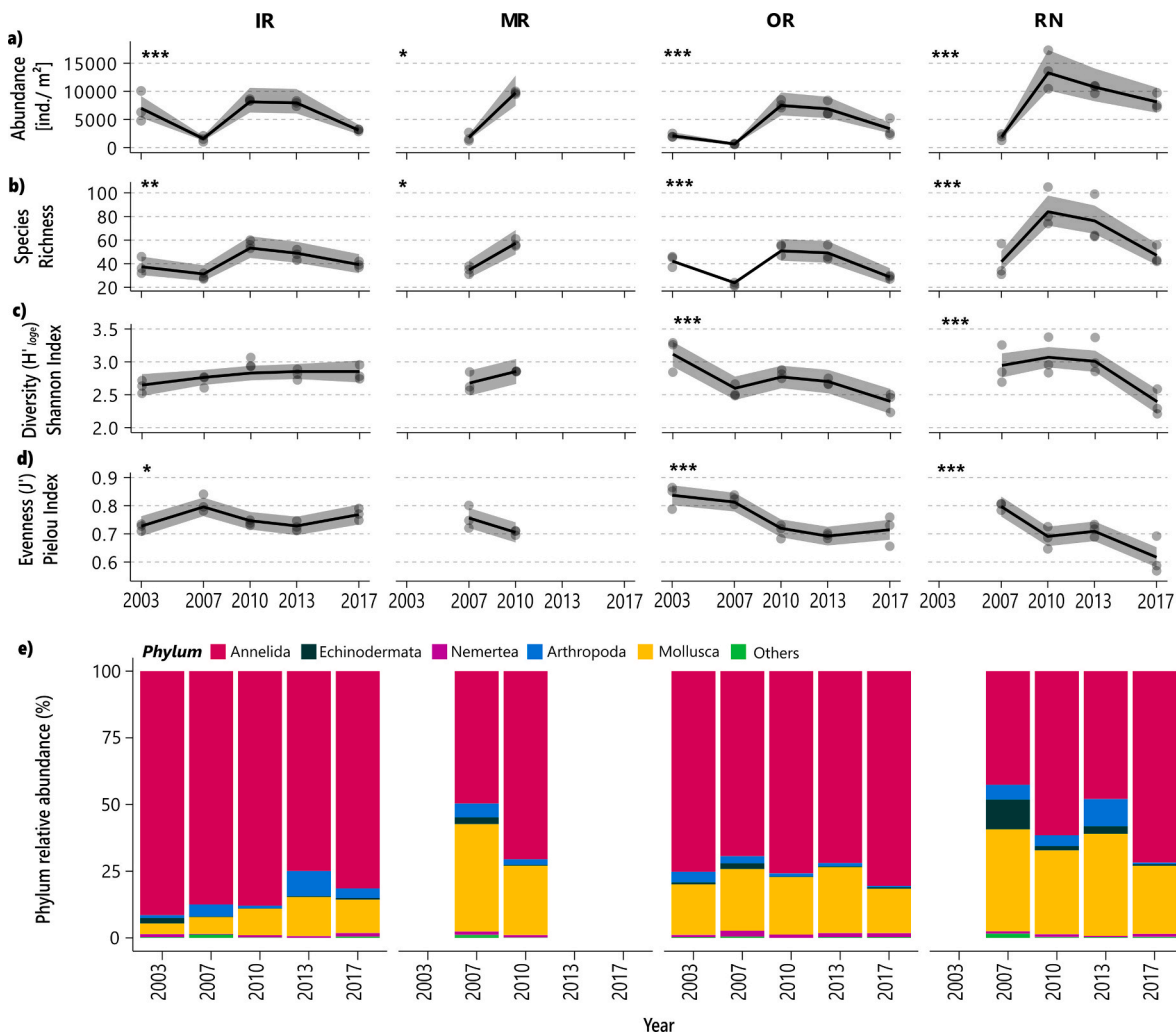 IR MR OR RN
a)
Abundance
[ind./ m²]
15000
10000
5000
0
*** * *** ***
b)
Species
Richness
100
80
60
40
20
** * *** ***
c)
Diversity (H' loge)
Shannon Index
3.5
3.0
2.5
2.0
*** ***
d)
Evenness (J')
Pielou Index
0.9
0.8
0.7
0.6
* *** ***
2003 2007 2010 2013 2017 2003 2007 2010 2013 2017 2003 2007 2010 2013 2017 2003 2007 2010 2013 2017
e)
Phylum Annelida Echinodermata Nemertea Arthropoda Mollusca Others
Phylum relative abundance (%)
100
75
50
25
0
2003 2007 2010 2013 2017 2003 2007 2010 2013 2017 2003 2007 2010 2013 2017 2003 2007 2010 2013 2017
Year